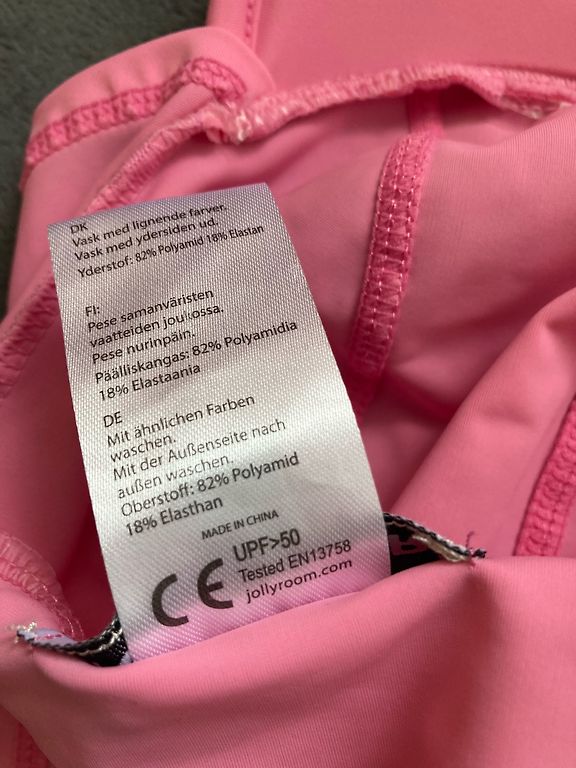 DK
Vask med lignende farver.
Vask med ydersiden ud.
Yderstof: 82% Polyamid 18% Elastan
FI:
Pese samanväristen
vaatteiden joukossa.
Pese nurinpäin.
Päälliskangas: 82% Polyamidia
18% Elastaania
DE
Mit ähnlichen Farben
waschen.
Mit der Außenseite nach
außen waschen.
Oberstoff: 82% Polyamid
18% Elasthan
MADE IN CHINA
CE UPF>50
Tested EN13758
jollyroom.com